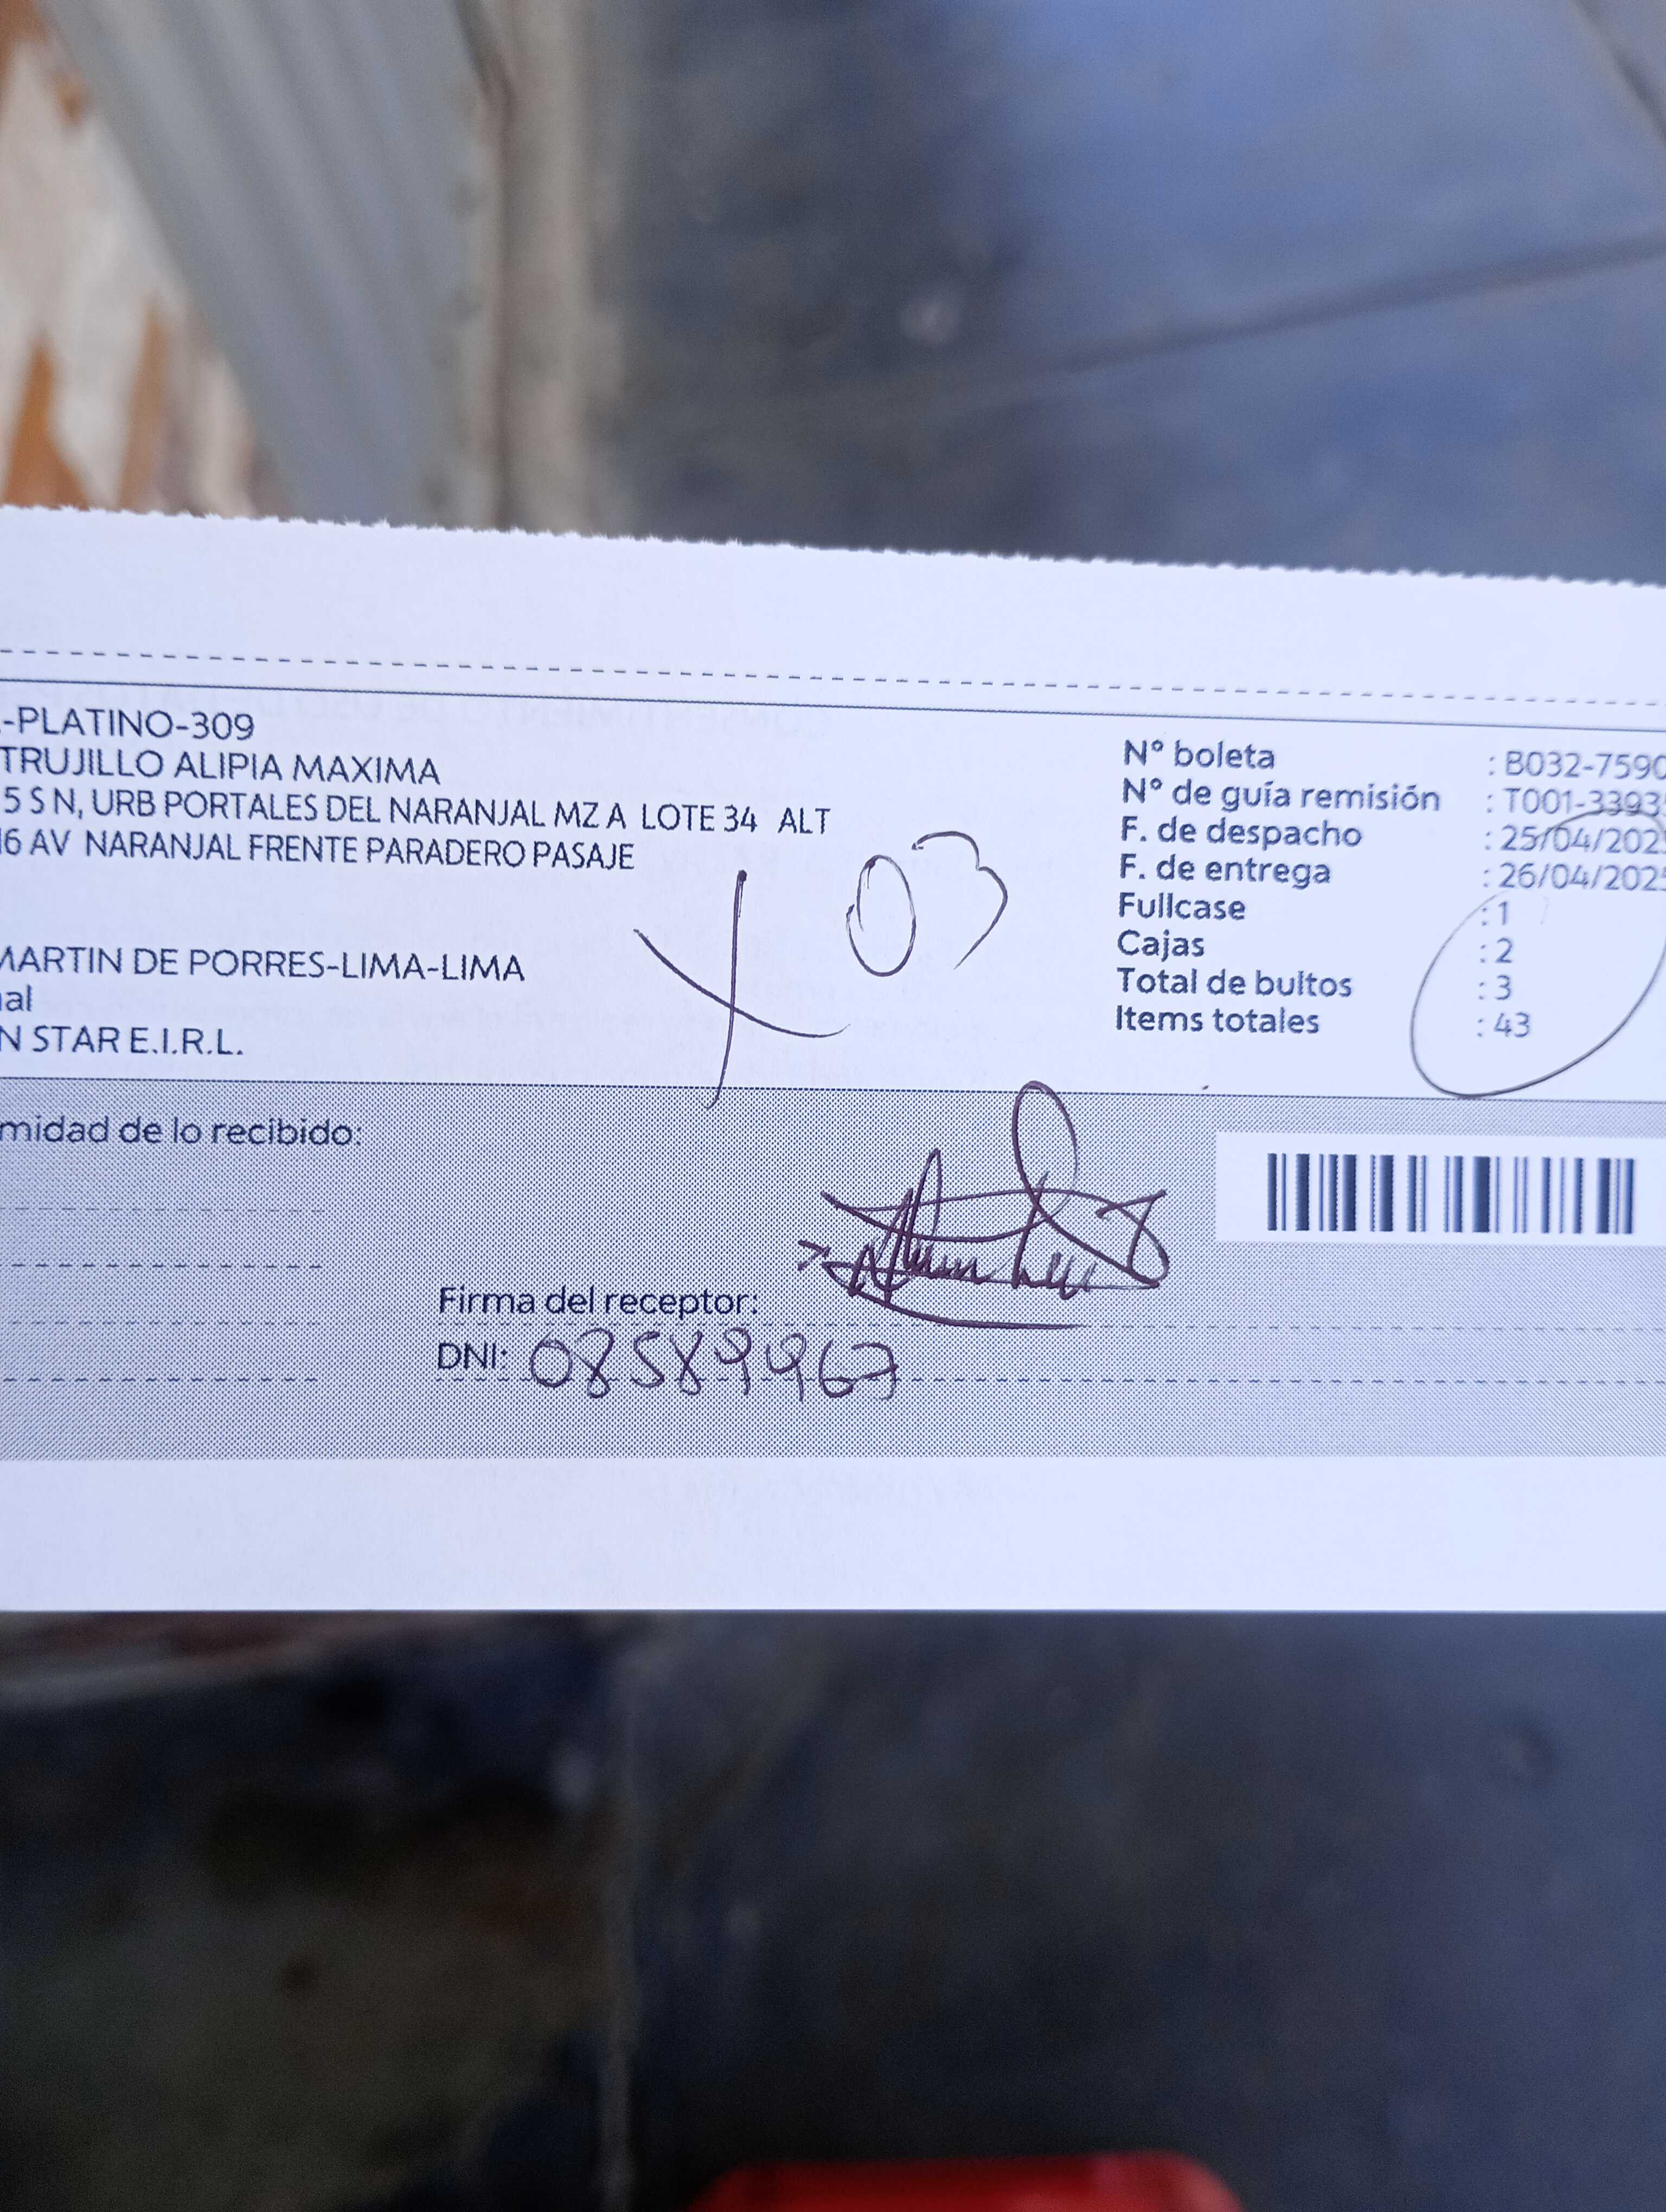 -PLATINO-309
TRUJILLO ALIPIA MAXIMA
5 S N, URB PORTALES DEL NARANJAL MZ A LOTE 34 ALT
16 AV NARANJAL FRENTE PARADERO PASAJE
MARTIN DE PORRES-LIMA-LIMA
al
N STAR E.I.R.L.
X 03
N° boleta : B032-7590
N° de guía remisión : T001-3393
F. de despacho : 25/04/202
F. de entrega : 26/04/202
Fullcase : 1
Cajas : 2
Total de bultos : 3
Items totales : 43
midad de lo recibido:
Firma del receptor:
DNI: 08589967